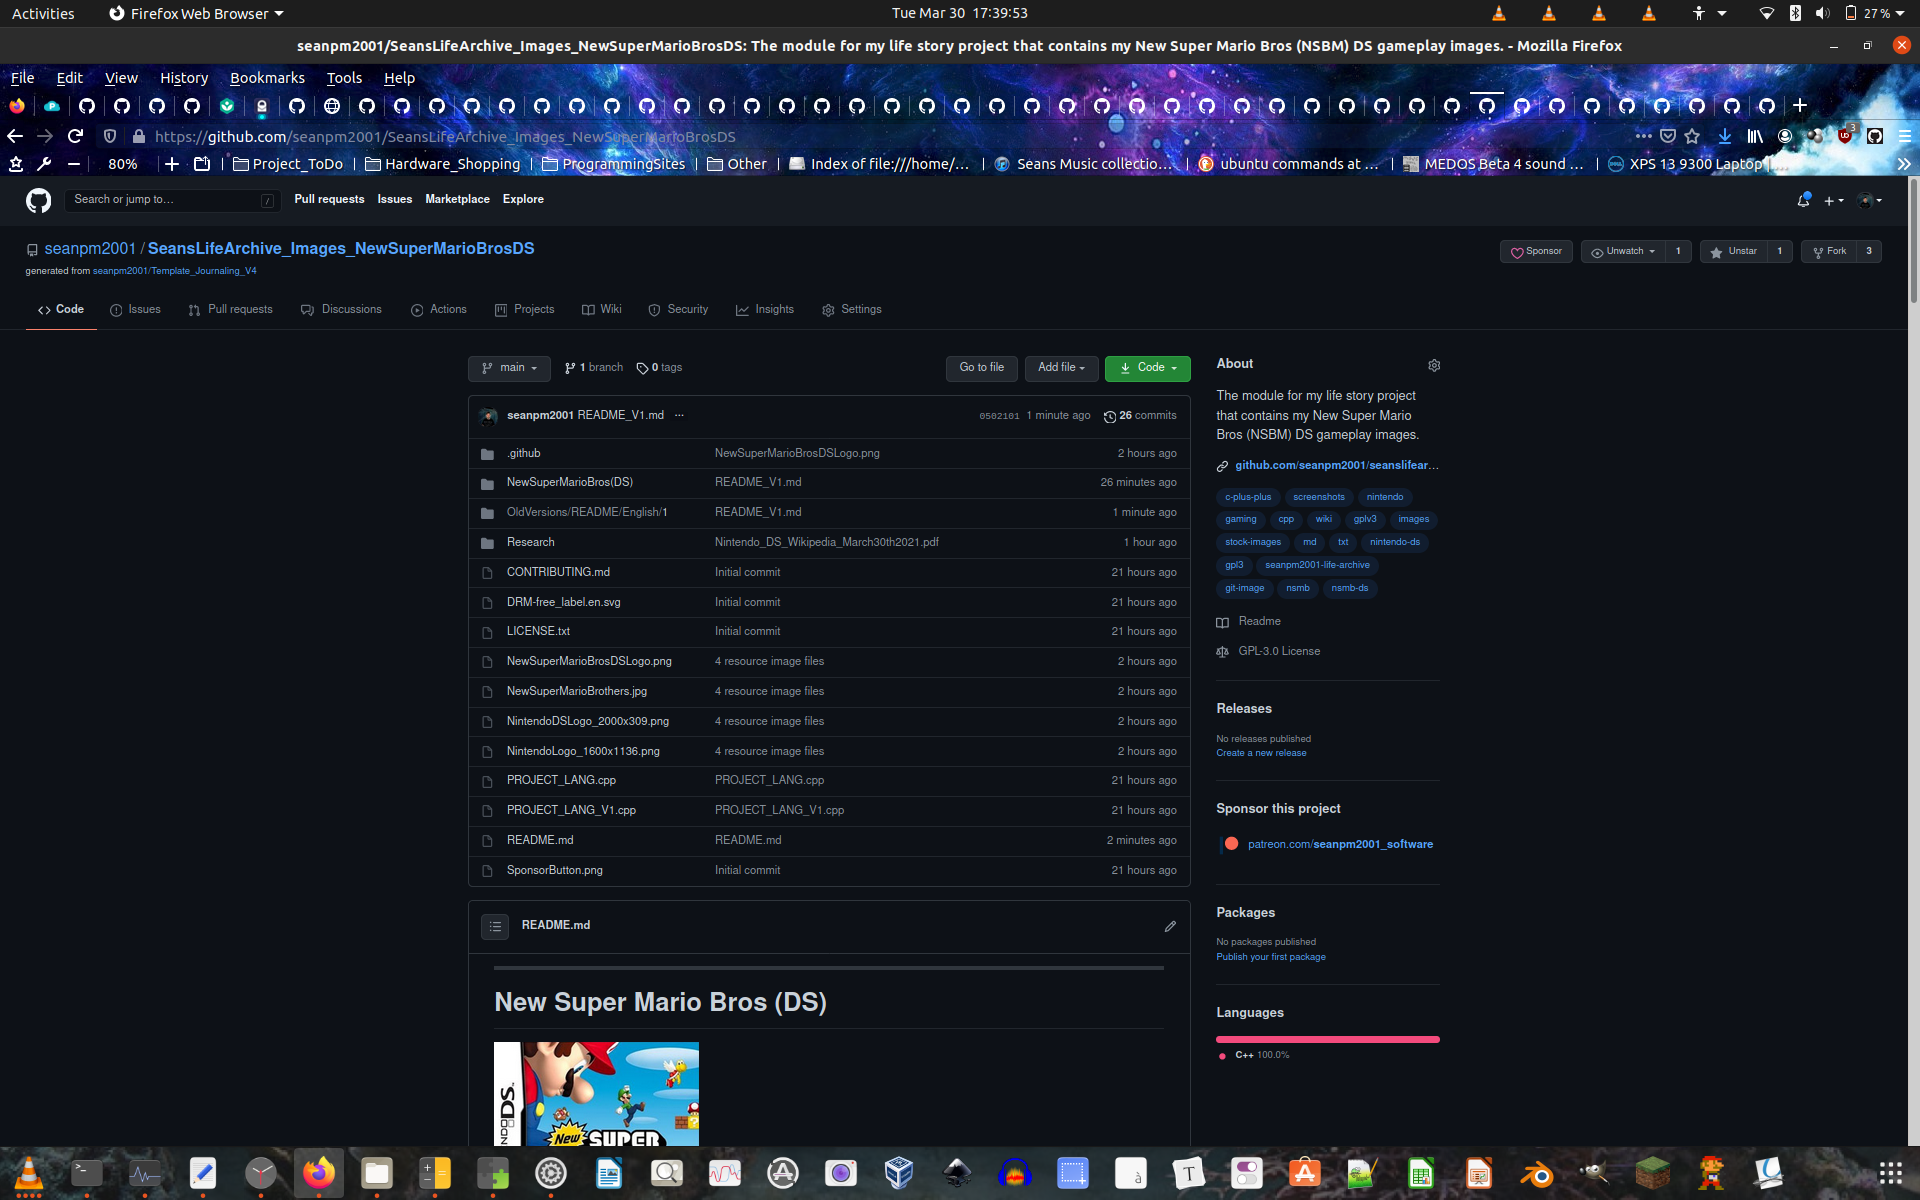 Activities Firefox Web Browser Tue Mar 30 17:39:53 27 %
seanpm2001/SeansLifeArchive_Images_NewSuperMarioBrosDS: The module for my life story project that contains my New Super Mario Bros (NSBM) DS gameplay images. - Mozilla Firefox
File Edit View History Bookmarks Tools Help
https://github.com/seanpm2001/SeansLifeArchive_Images_NewSuperMarioBrosDS 3
80% Project_ToDo Hardware_Shopping ProgrammingSites Other Index of file:///home/... Seans Music collectio... ubuntu commands at ... MEDOS Beta 4 sound ... XPS 13 9300 Laptop
Search or jump to... / Pull requests Issues Marketplace Explore
seanpm2001 / SeansLifeArchive_Images_NewSuperMarioBrosDS Sponsor Unwatch 1 Unstar 1 Fork 3
generated from seanpm2001/Template_Journaling_V4
Code Issues Pull requests Discussions Actions Projects Wiki Security Insights Settings
main 1 branch 0 tags Go to file Add file Code
seanpm2001 README_V1.md ... 0502101 1 minute ago 26 commits
.github NewSuperMarioBrosDSLogo.png 2 hours ago
NewSuperMarioBros(DS) README_V1.md 26 minutes ago
OldVersions/README/English/1 README_V1.md 1 minute ago
Research Nintendo_DS_Wikipedia_March30th2021.pdf 1 hour ago
CONTRIBUTING.md Initial commit 21 hours ago
DRM-free_label.en.svg Initial commit 21 hours ago
LICENSE.txt Initial commit 21 hours ago
NewSuperMarioBrosDSLogo.png 4 resource image files 2 hours ago
NewSuperMarioBrothers.jpg 4 resource image files 2 hours ago
NintendoDSLogo_2000x309.png 4 resource image files 2 hours ago
NintendoLogo_1600x1136.png 4 resource image files 2 hours ago
PROJECT_LANG.cpp PROJECT_LANG.cpp 21 hours ago
PROJECT_LANG_V1.cpp PROJECT_LANG_V1.cpp 21 hours ago
README.md README.md 2 minutes ago
SponsorButton.png Initial commit 21 hours ago
README.md
New Super Mario Bros (DS)
NDODS
New SUPER
About
The module for my life story project
that contains my New Super Mario
Bros (NSBM) DS gameplay images.
github.com/seanpm2001/seanslifear...
c-plus-plus screenshots nintendo
gaming cpp wiki gplv3 images
stock-images md txt nintendo-ds
gpl3 seanpm2001-life-archive
git-image nsmb nsmb-ds
Readme
GPL-3.0 License
Releases
No releases published
Create a new release
Sponsor this project
patreon.com/seanpm2001_software
Packages
No packages published
Publish your first package
Languages
C++ 100.0%